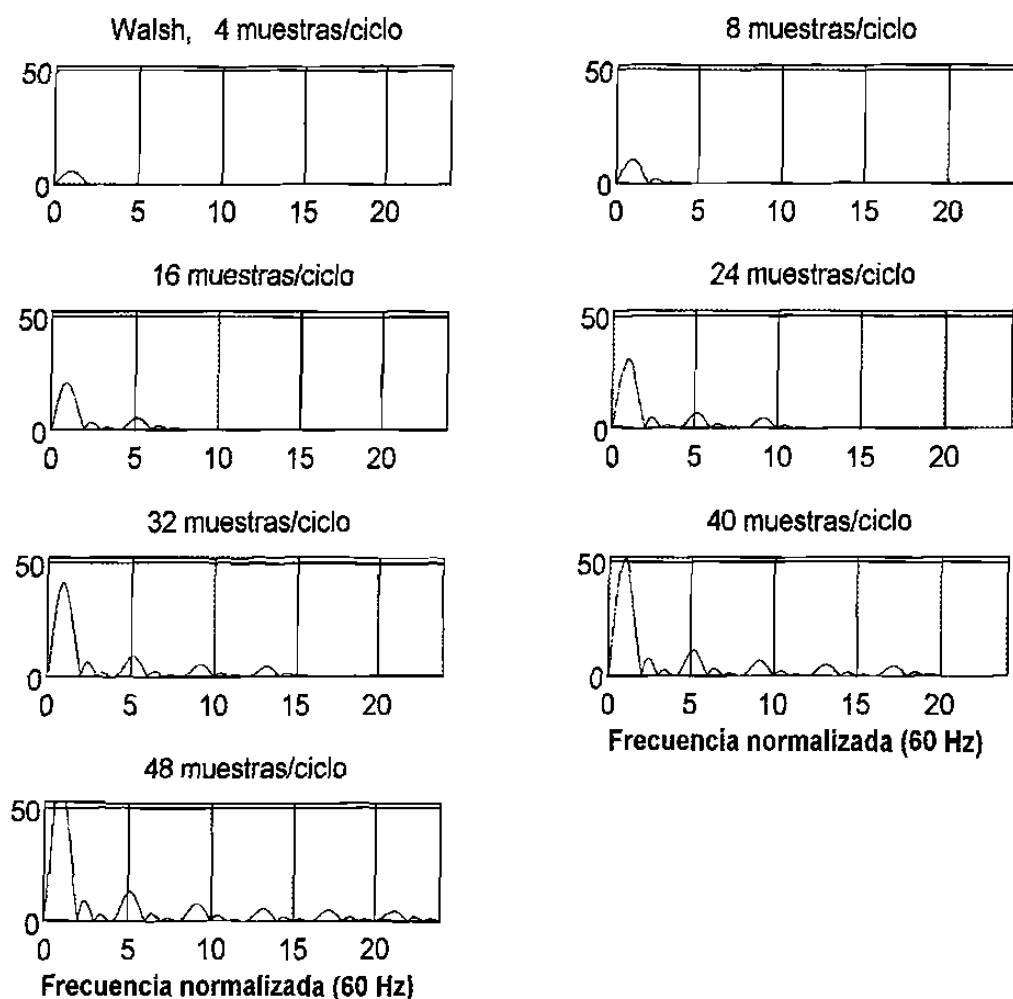 Walsh, 4 muestras/ciclo
50
0
0 5 10 15 20
8 muestras/ciclo
50
0
0 5 10 15 20
16 muestras/ciclo
50
0
0 5 10 15 20
24 muestras/ciclo
50
0
0 5 10 15 20
32 muestras/ciclo
50
0
0 5 10 15 20
40 muestras/ciclo
50
0
0 5 10 15 20
Frecuencia normalizada (60 Hz)
48 muestras/ciclo
50
0
0 5 10 15 20
Frecuencia normalizada (60 Hz)